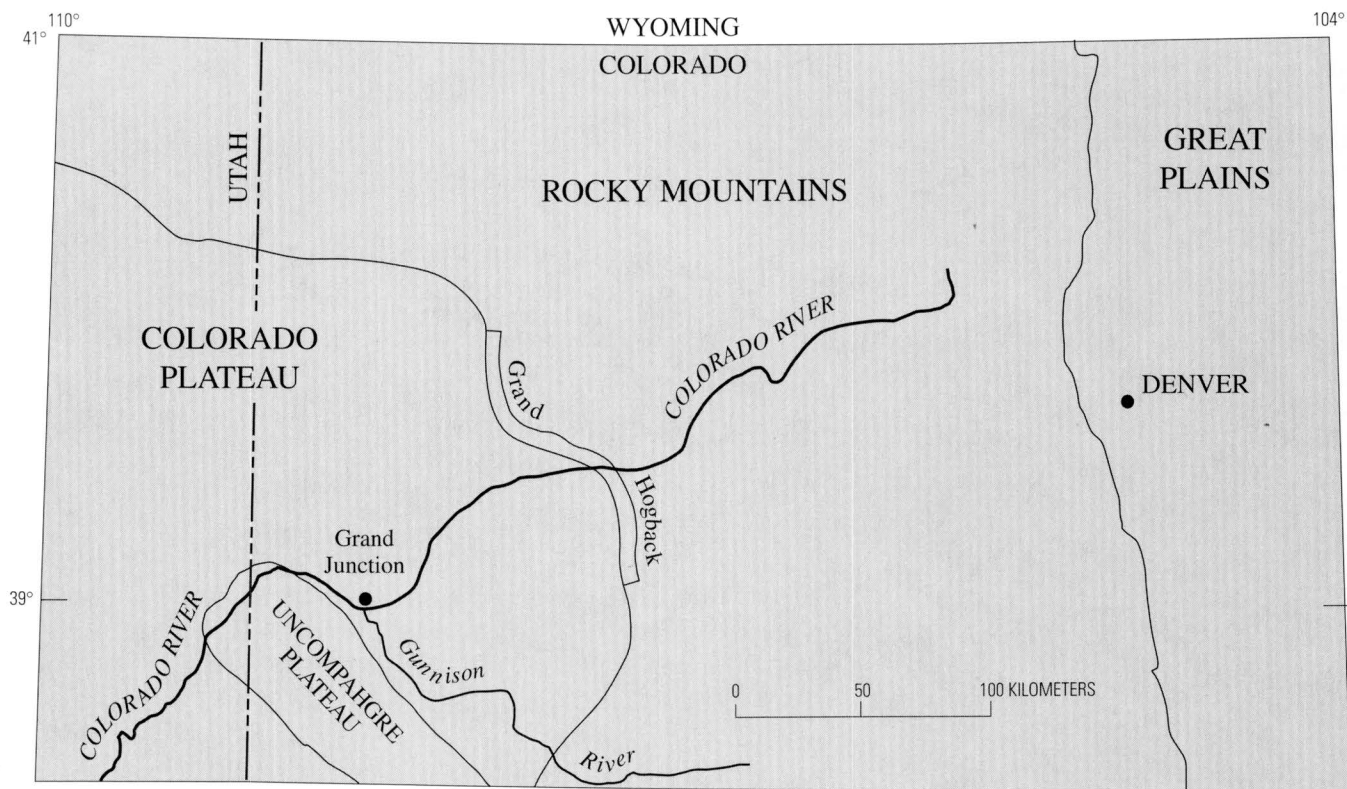 110°
104°
41°
WYOMING
COLORADO
UTAH
GREAT
PLAINS
ROCKY MOUNTAINS
COLORADO
PLATEAU
Grand
Hogback
COLORADO RIVER
DENVER
Grand
Junction
39°
COLORADO RIVER
UNCOMPAHGRE
PLATEAU
Gunnison
River
0 50 100 KILOMETERS